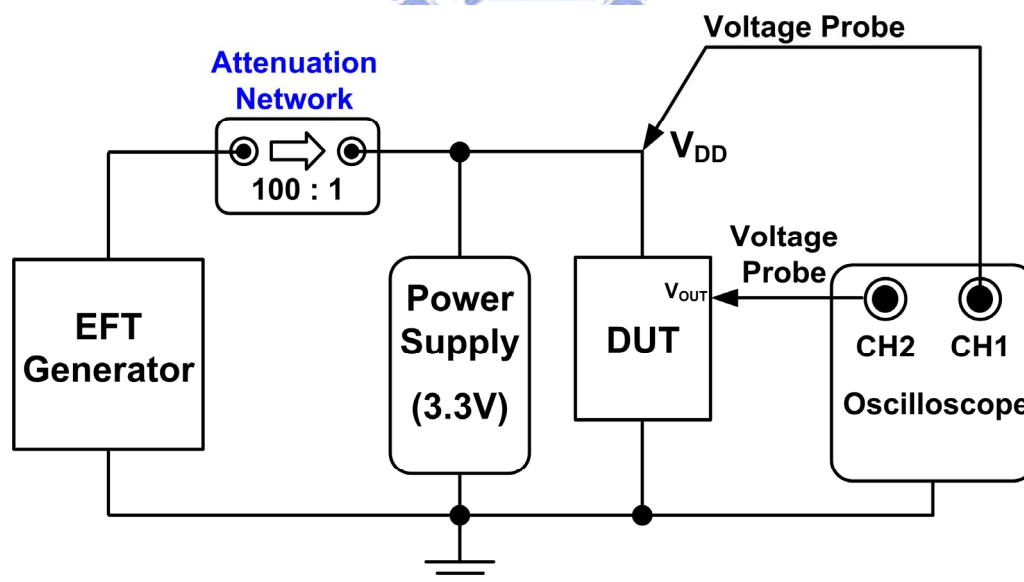 Voltage Probe
Attenuation
Network
100 : 1
VDD
Voltage
Probe
EFT
Generator
Power
Supply
(3.3V)
VOUT
DUT
CH2
CH1
Oscilloscope